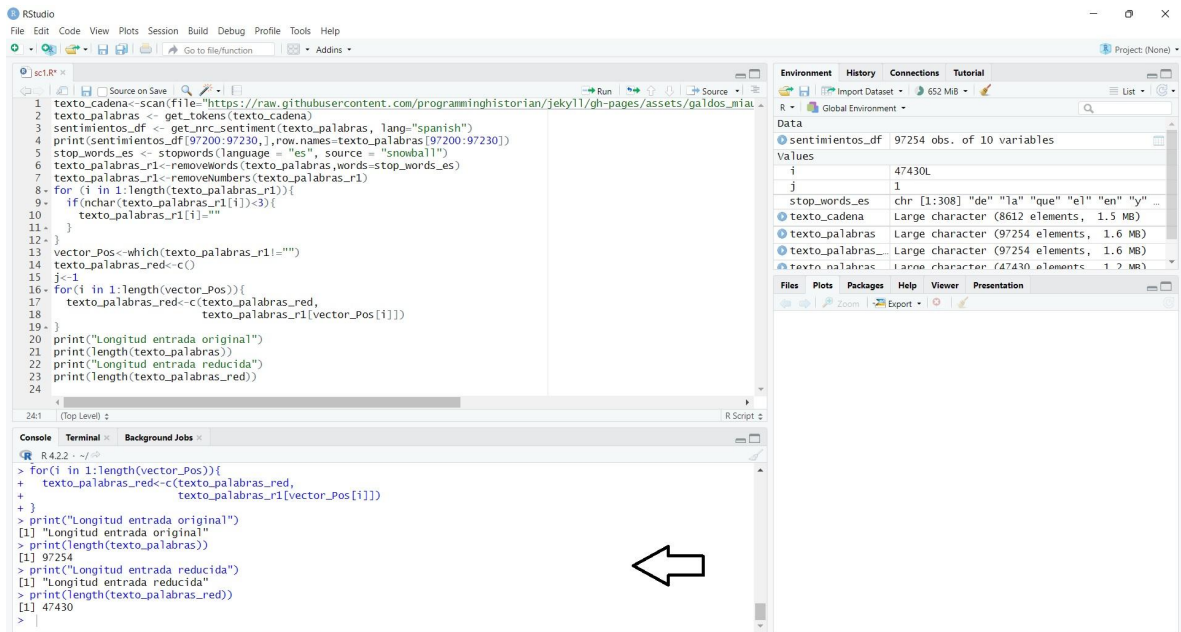 RStudio
File Edit Code View Plots Session Build Debug Profile Tools Help
Go to file/function Addins Project: (None)
sc1.R*
Source on Save Run Source
1 texto_cadena<-scan(file="https://raw.githubusercontent.com/programminghistorian/jekyll/gh-pages/assets/galdos_miau
2 texto_palabras <- get_tokens(texto_cadena)
3 sentimientos_df <- get_nrc_sentiment(texto_palabras, lang="spanish")
4 print(sentimientos_df[97200:97230,],row.names=texto_palabras[97200:97230])
5 stop_words_es <- stopwords(language = "es", source = "snowball")
6 texto_palabras_r1<-removeWords(texto_palabras,words=stop_words_es)
7 texto_palabras_r1<-removeNumbers(texto_palabras_r1)
8 for (i in 1:length(texto_palabras_r1)){
9 if(nchar(texto_palabras_r1[i])<3){
10 texto_palabras_r1[i]=""
11 }
12 }
13 vector_Pos<-which(texto_palabras_r1!="")
14 texto_palabras_red<-c()
15 j<-1
16 for(i in 1:length(vector_Pos)){
17 texto_palabras_red<-c(texto_palabras_red,
18 texto_palabras_r1[vector_Pos[i]])
19 }
20 print("Longitud entrada original")
21 print(length(texto_palabras))
22 print("Longitud entrada reducida")
23 print(length(texto_palabras_red))
24
24:1 (Top Level) R Script
Console Terminal Background Jobs
R 4.2.2 · ~/
> for(i in 1:length(vector_Pos)){
+ texto_palabras_red<-c(texto_palabras_red,
+ texto_palabras_r1[vector_Pos[i]])
+ }
> print("Longitud entrada original")
[1] "Longitud entrada original"
> print(length(texto_palabras))
[1] 97254
> print("Longitud entrada reducida")
[1] "Longitud entrada reducida"
> print(length(texto_palabras_red))
[1] 47430
>
Environment History Connections Tutorial
Import Dataset 652 MiB List
R Global Environment
Data
sentimientos_df 97254 obs. of 10 variables
Values
i 47430L
j 1
stop_words_es chr [1:308] "de" "la" "que" "el" "en" "y" …
texto_cadena Large character (8612 elements, 1.5 MB)
texto_palabras Large character (97254 elements, 1.6 MB)
texto_palabras_… Large character (97254 elements, 1.6 MB)
texto_palabras Large character (47430 elements, 1.2 MB)
Files Plots Packages Help Viewer Presentation
Zoom Export